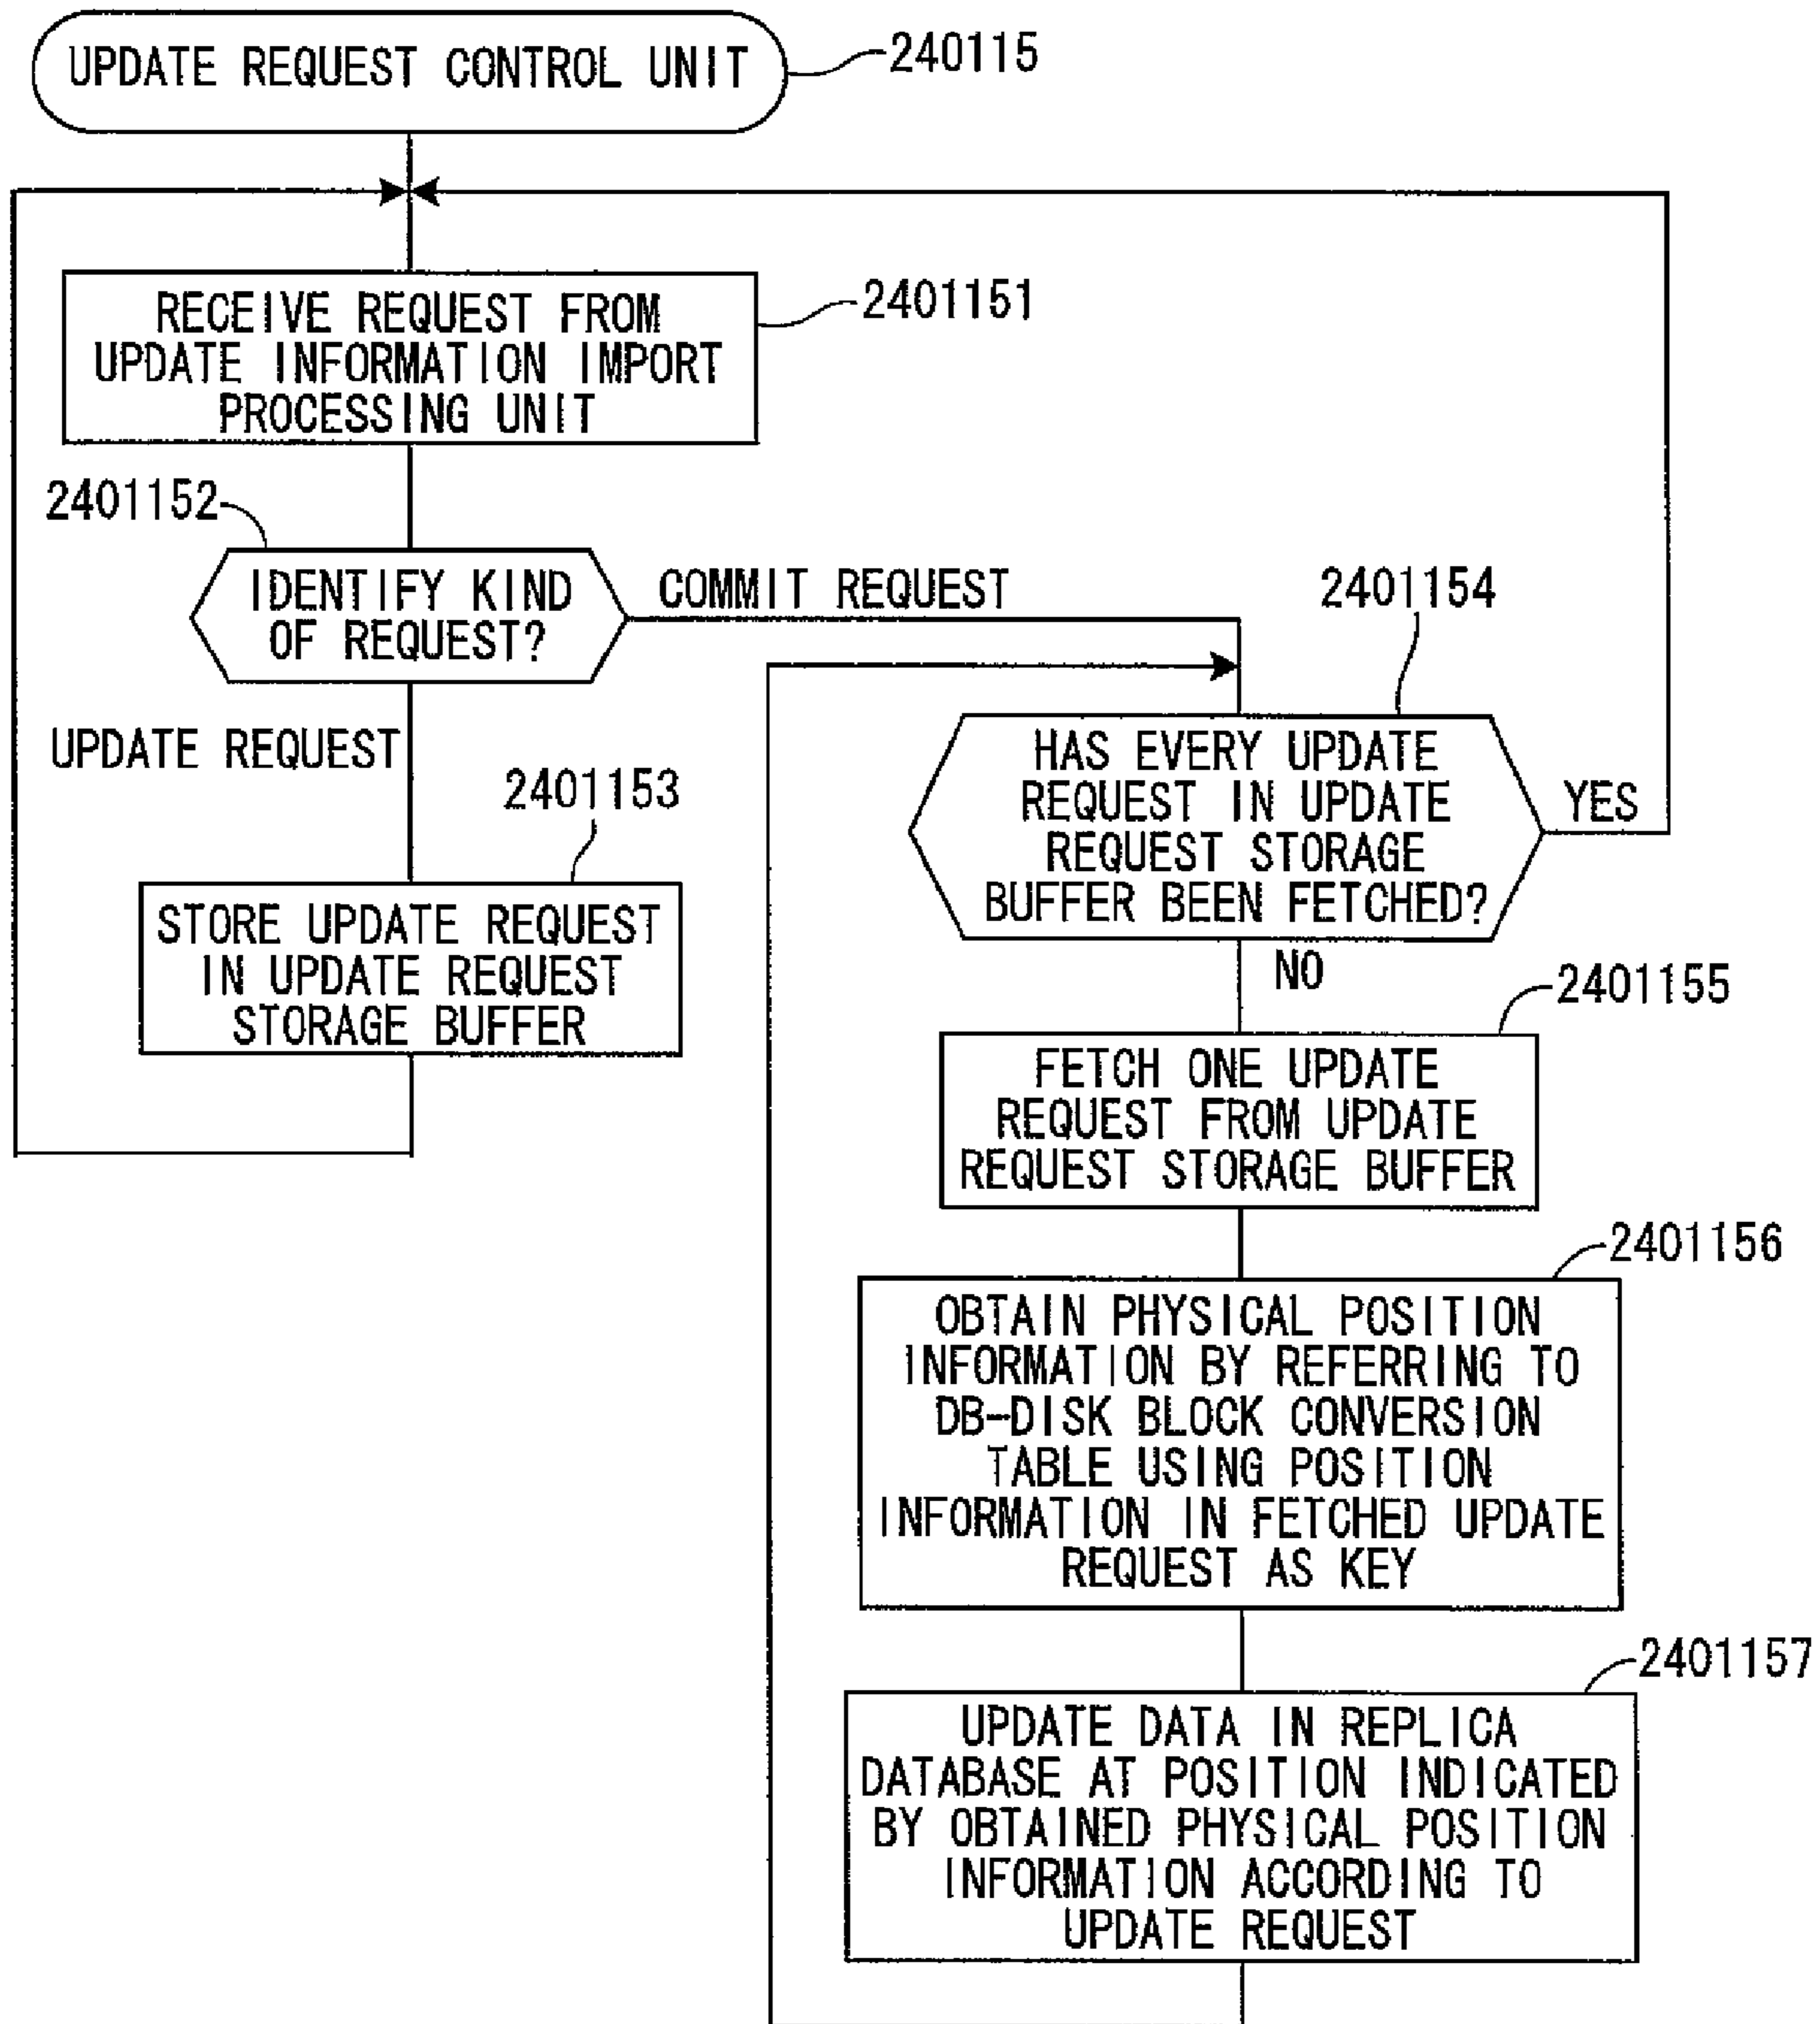 UPDATE REQUEST CONTROL UNIT
240115
RECEIVE REQUEST FROM
UPDATE INFORMATION IMPORT
PROCESSING UNIT
2401151
2401152
IDENTIFY KIND
OF REQUEST?
COMMIT REQUEST
UPDATE REQUEST
2401153
STORE UPDATE REQUEST
IN UPDATE REQUEST
STORAGE BUFFER
2401154
HAS EVERY UPDATE
REQUEST IN UPDATE
REQUEST STORAGE
BUFFER BEEN FETCHED?
YES
NO
2401155
FETCH ONE UPDATE
REQUEST FROM UPDATE
REQUEST STORAGE BUFFER
2401156
OBTAIN PHYSICAL POSITION
INFORMATION BY REFERRING TO
DB-DISK BLOCK CONVERSION
TABLE USING POSITION
INFORMATION IN FETCHED UPDATE
REQUEST AS KEY
2401157
UPDATE DATA IN REPLICA
DATABASE AT POSITION INDICATED
BY OBTAINED PHYSICAL POSITION
INFORMATION ACCORDING TO
UPDATE REQUEST